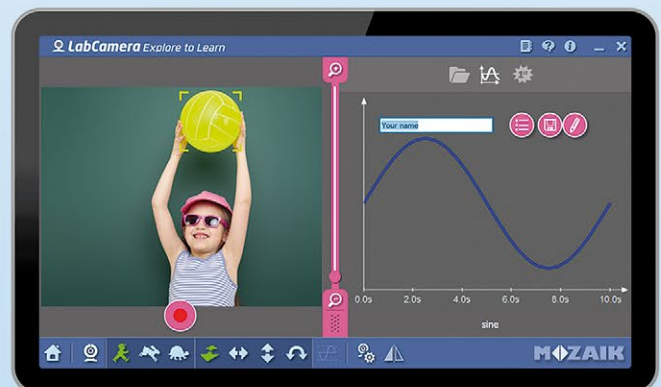 LabCamera Explore to Learn
Your name
0.0s 2.0s 4.0s 6.0s 8.0s 10.0s
sine
MOZAIK